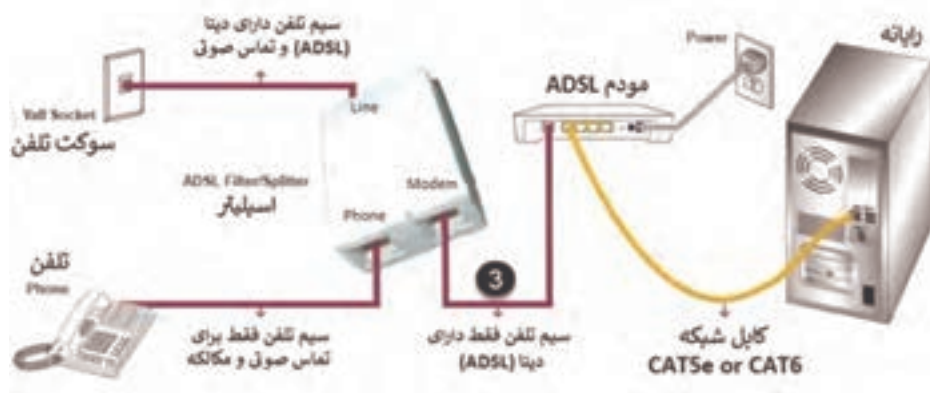 سیم تلفن دارای دیتا
(ADSL) و تماس صوتی
Wall Socket
سوکت تلفن
Line
ADSL Filter/Splitter
اسپلیتر
Modem
Phone
مودم ADSL
Power
رایانه
تلفن
Phone
سیم تلفن فقط برای
تماس صوتی و مکالکه
3
سیم تلفن فقط دارای
دیتا (ADSL)
کابل شبکه
CAT5e or CAT6